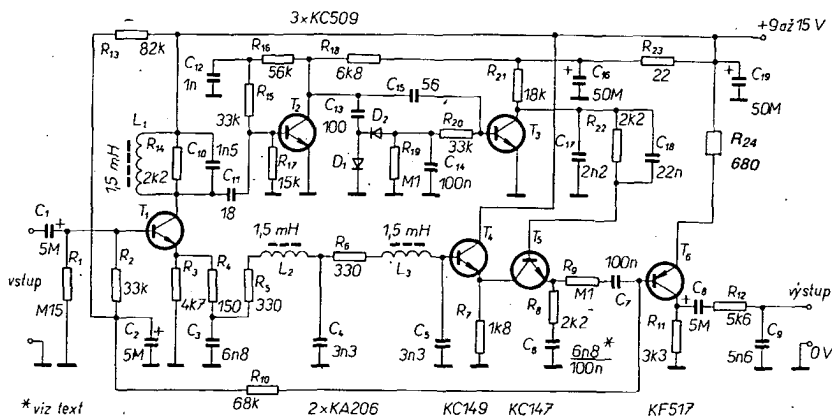 3×KC509
+9až 15 V
R13
82k
C12
1n
R16
56k
R18
6k8
R15
33k
T2
C15
56
C13
100
D2
D1
R17
15k
R19
M1
R20
33k
C14
100n
R21
18k
T3
C16
50M
R23
22
C19
50M
C17
2n2
R22
2k2
C18
22n
R24
680
L1
1,5 mH
R14
2k2
C10
1n5
C11
18
T1
C1
5M
vstup
R1
M15
R2
33k
C2
5M
R3
4k7
R4
150
C3
6n8
R5
330
1,5 mH
L2
R6
330
C4
3n3
1,5 mH
L3
C5
3n3
T4
R7
1k8
T5
R8
2k2
C6
6n8*
100n
R9
M1
100n
C7
T6
C8
5M
R11
3k3
R12
5k6
C9
5n6
výstup
0V
R10
68k
* viz text
2×KA206
KC149
KC147
KF517